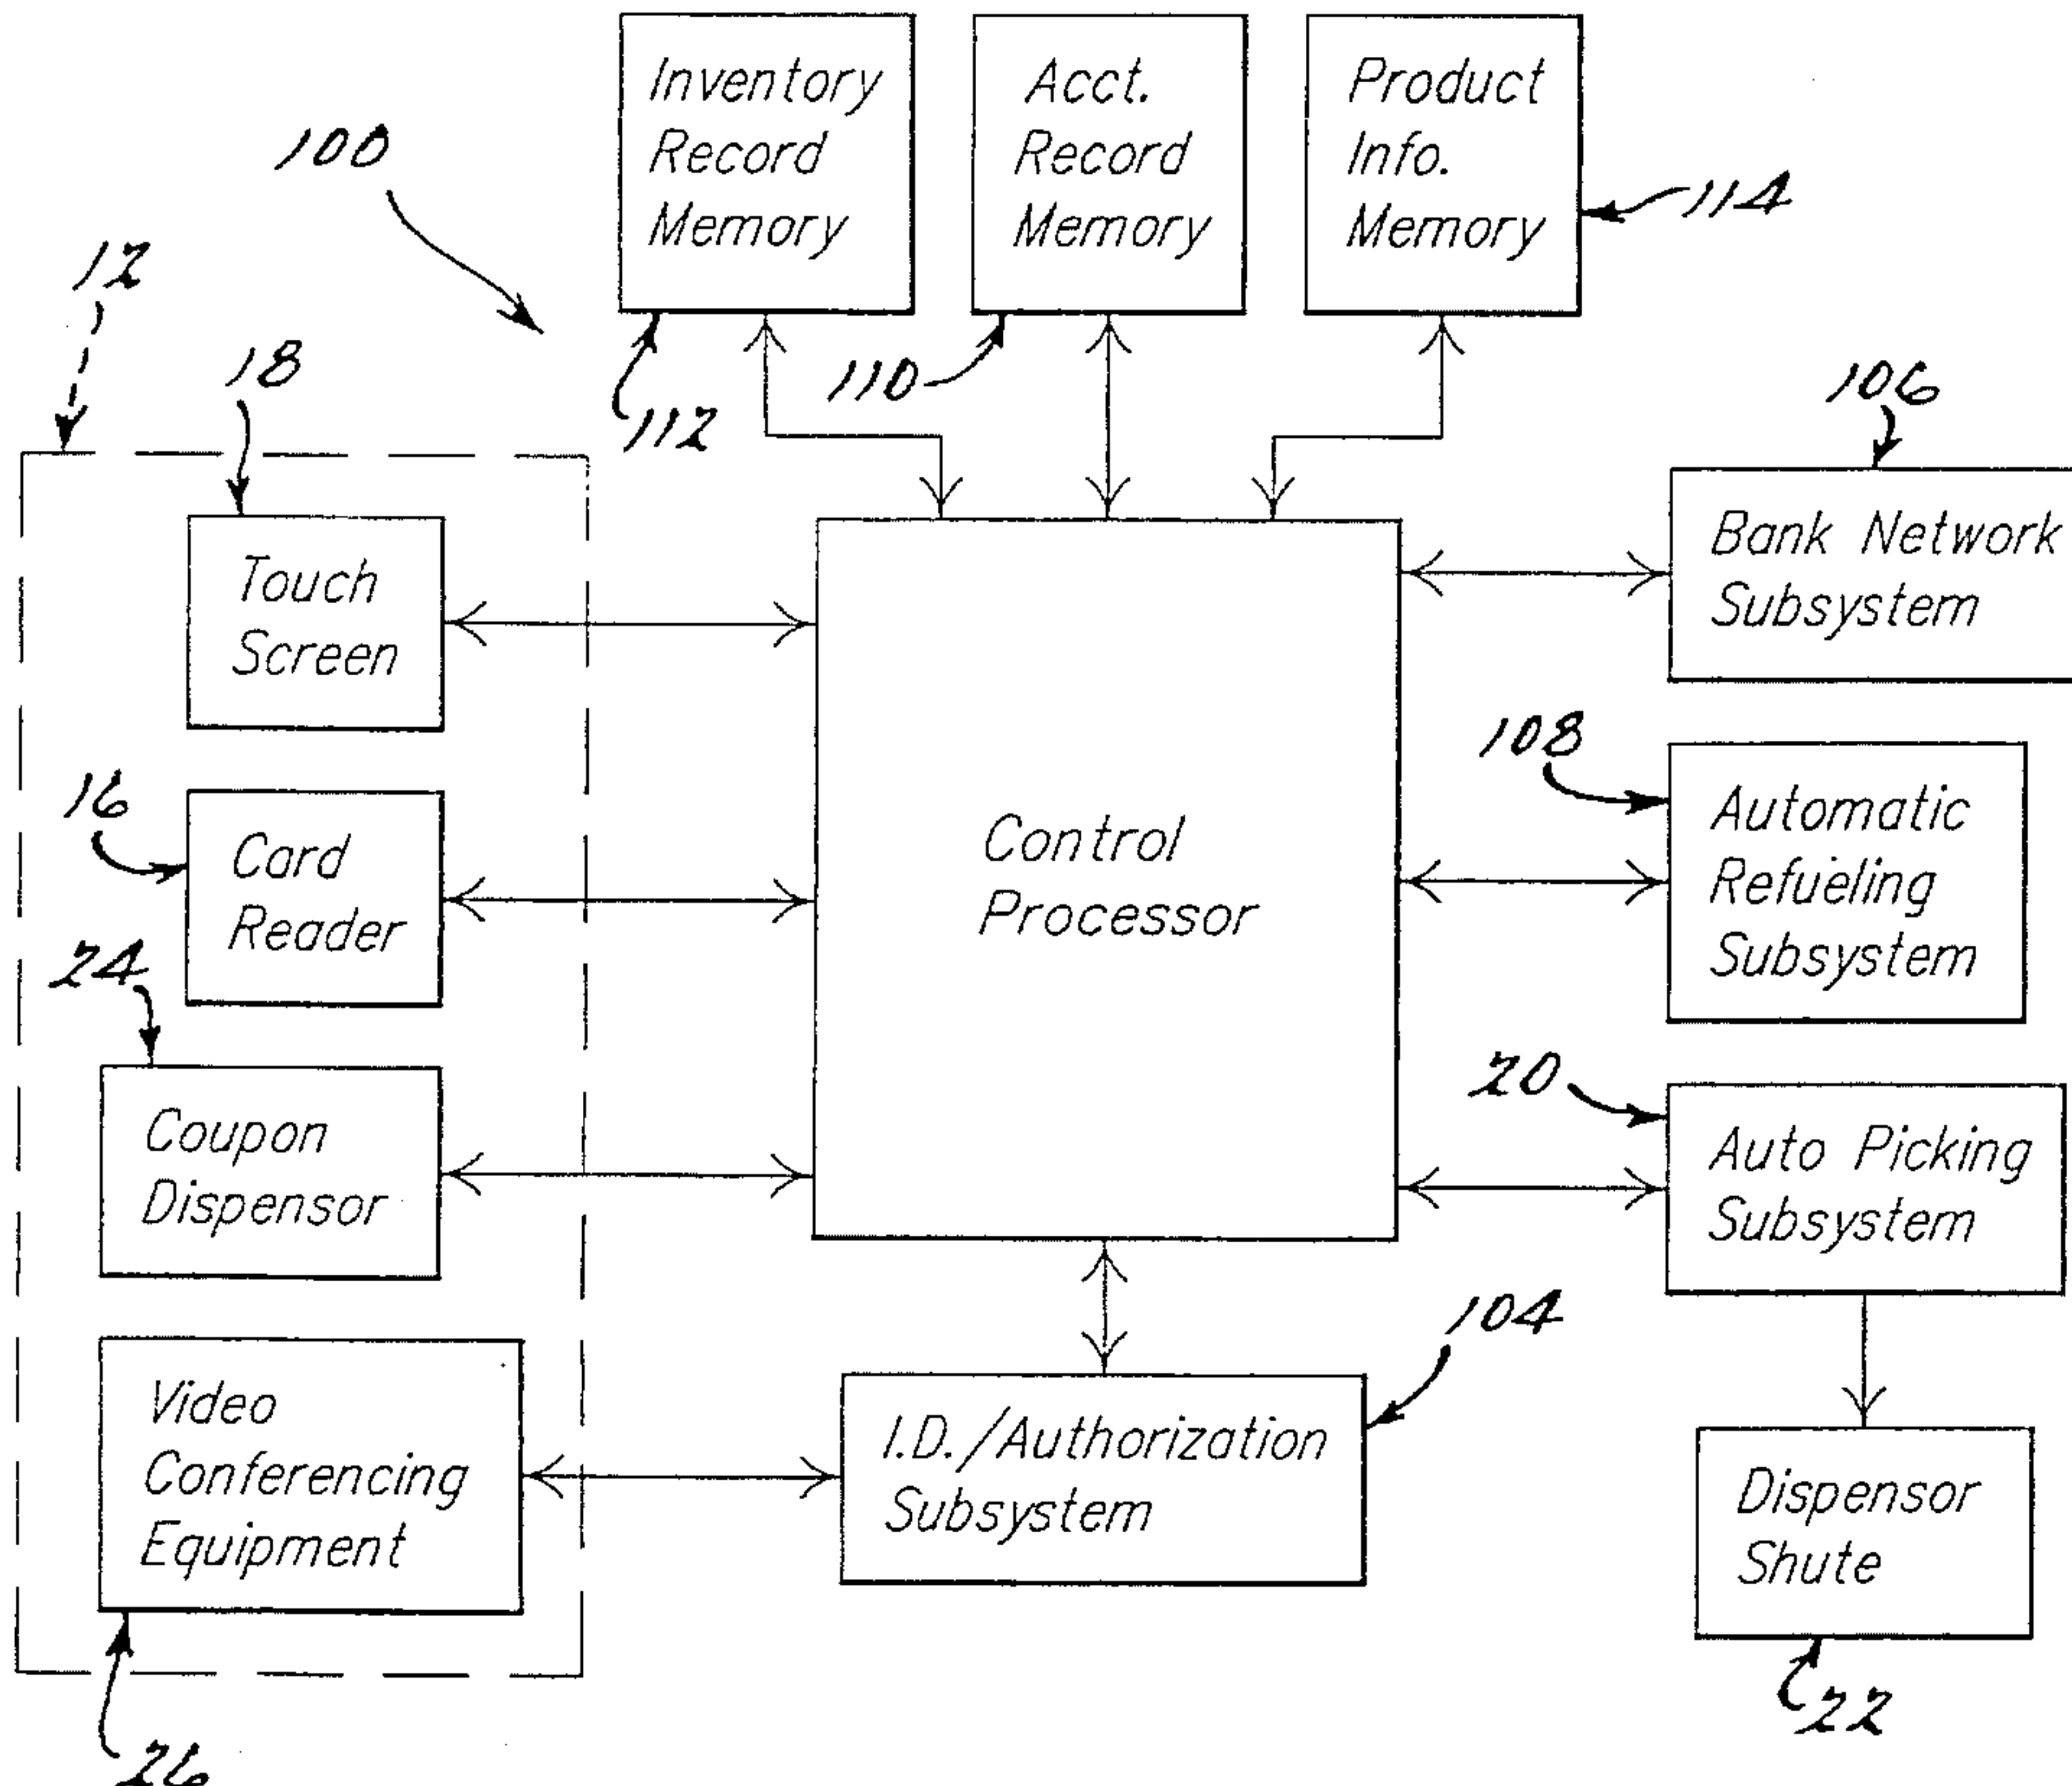 Inventory
Record
Memory
Acct.
Record
Memory
Product
Info.
Memory
100
114
12
18
112
110
106
Touch
Screen
Bank Network
Subsystem
108
16
Card
Reader
Control
Processor
Automatic
Refueling
Subsystem
24
20
Coupon
Dispensor
Auto Picking
Subsystem
104
Video
Conferencing
Equipment
I.D./Authorization
Subsystem
Dispensor
Shute
22
26